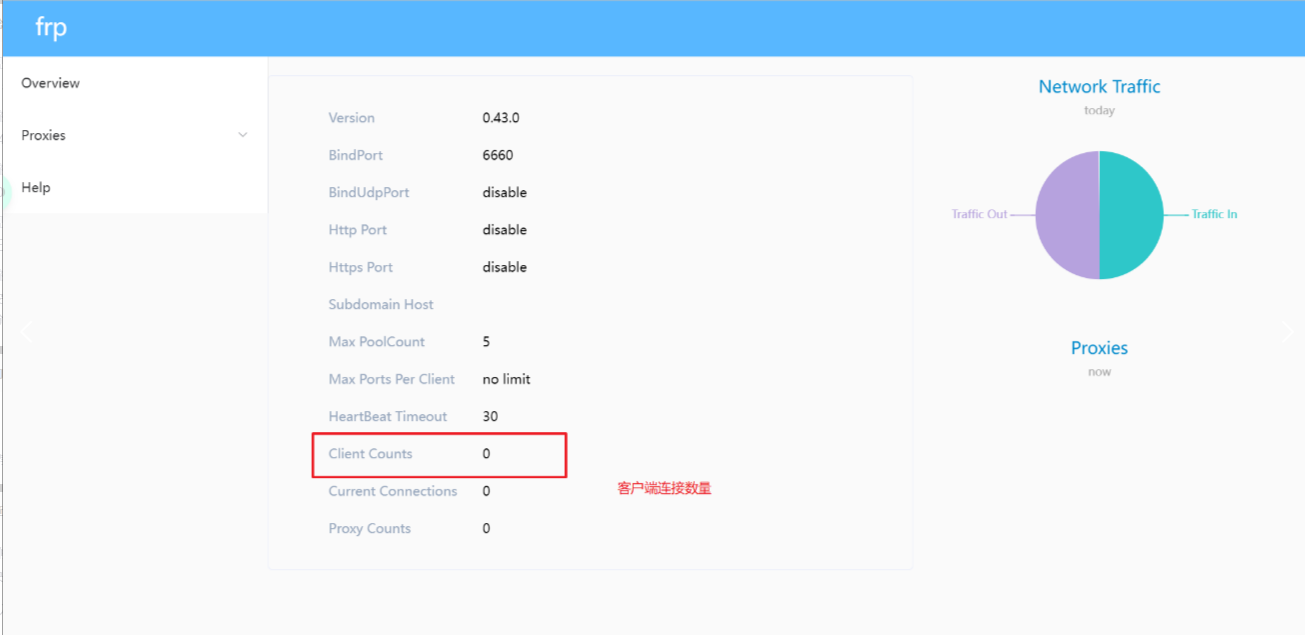 frp
Overview
Proxies
Help
Version 0.43.0
BindPort 6660
BindUdpPort disable
Http Port disable
Https Port disable
Subdomain Host
Max PoolCount 5
Max Ports Per Client no limit
HeartBeat Timeout 30
Client Counts 0
Current Connections 0
Proxy Counts 0
客户端连接数量
Network Traffic
today
Traffic Out
Traffic In
Proxies
now